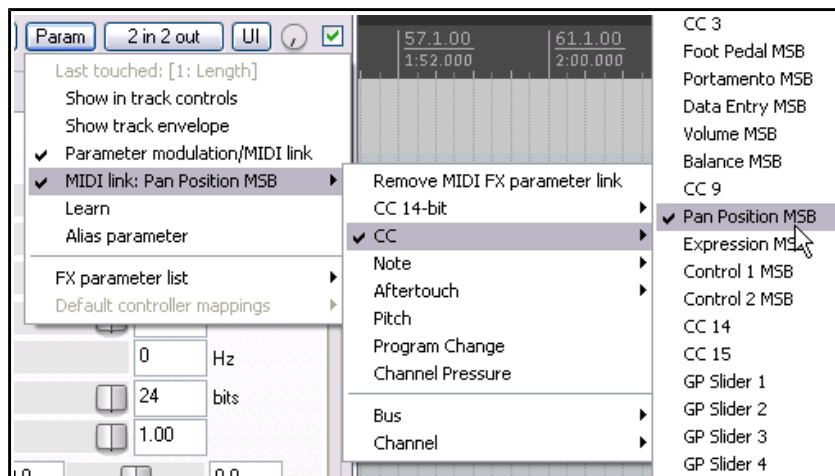 Param
2 in 2 out
UI
Last touched: [1: Length]
Show in track controls
Show track envelope
Parameter modulation/MIDI link
MIDI link: Pan Position MSB
Learn
Alias parameter
FX parameter list
Default controller mappings
0 Hz
24 bits
1.00
0.0
57.1.00
1:52.000
61.1.00
2:00.000
Remove MIDI FX parameter link
CC 14-bit
CC
Note
Aftertouch
Pitch
Program Change
Channel Pressure
Bus
Channel
CC 3
Foot Pedal MSB
Portamento MSB
Data Entry MSB
Volume MSB
Balance MSB
CC 9
Pan Position MSB
Expression MSB
Control 1 MSB
Control 2 MSB
CC 14
CC 15
GP Slider 1
GP Slider 2
GP Slider 3
GP Slider 4